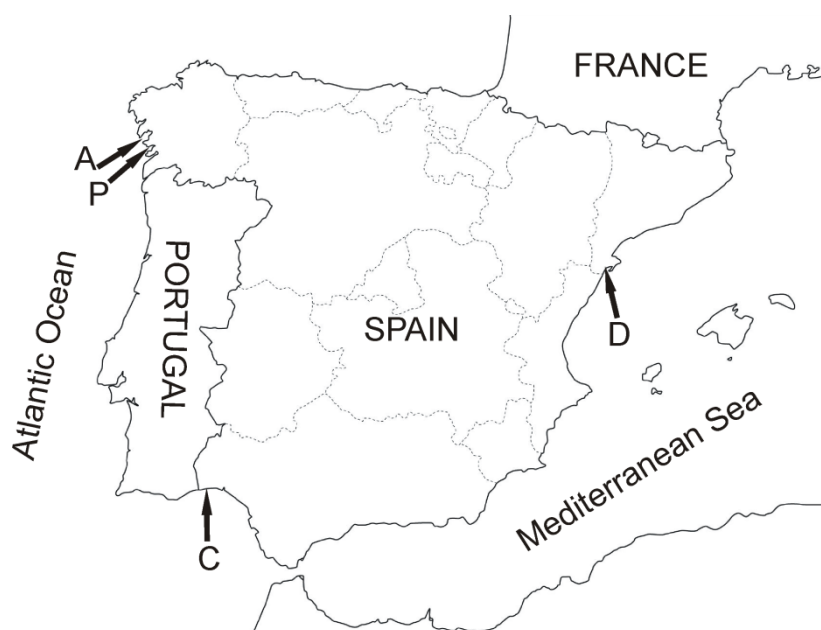 FRANCE
A
P
Atlantic Ocean
PORTUGAL
SPAIN
D
Mediterranean Sea
C